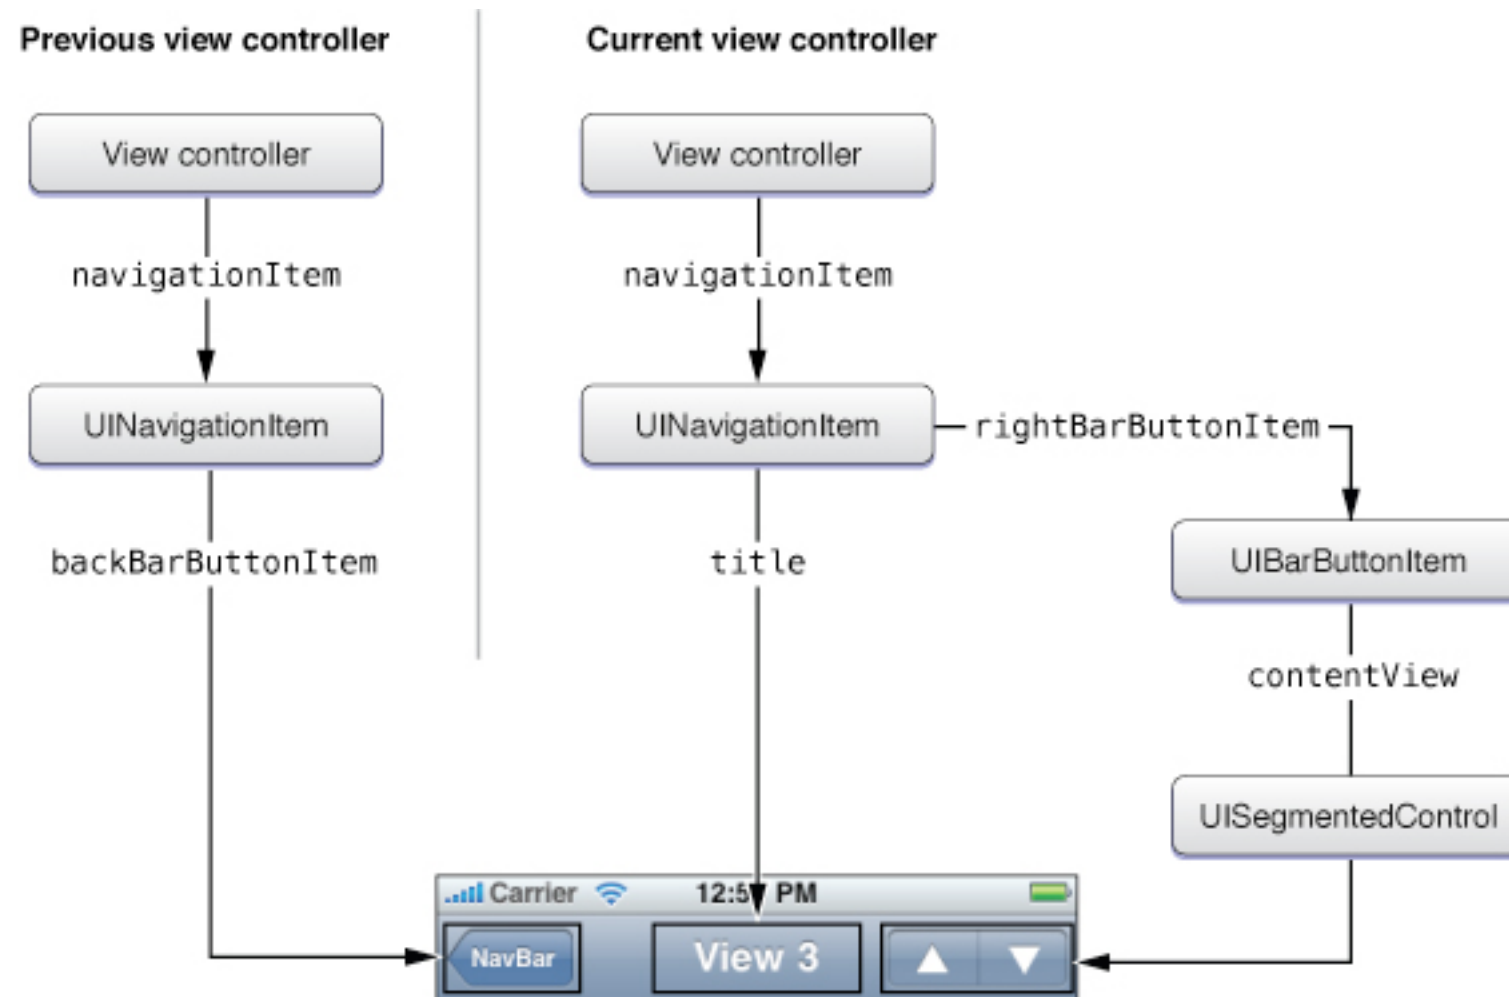 Previous view controller
Current view controller
View controller
View controller
navigationItem
navigationItem
UINavigationItem
UINavigationItem
rightBarButtonItem
backBarButtonItem
title
UIBarButtonItem
contentView
UISegmentedControl
Carrier
PM
NavBar
View 3